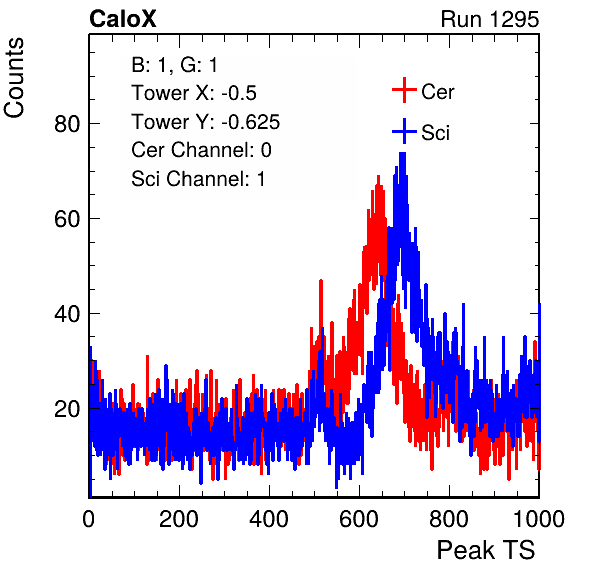 CaloX Run 1295
Counts
B: 1, G: 1
Tower X: -0.5
Tower Y: -0.625
Cer Channel: 0
Sci Channel: 1
Cer
Sci
80
60
40
20
0 200 400 600 800 1000
Peak TS